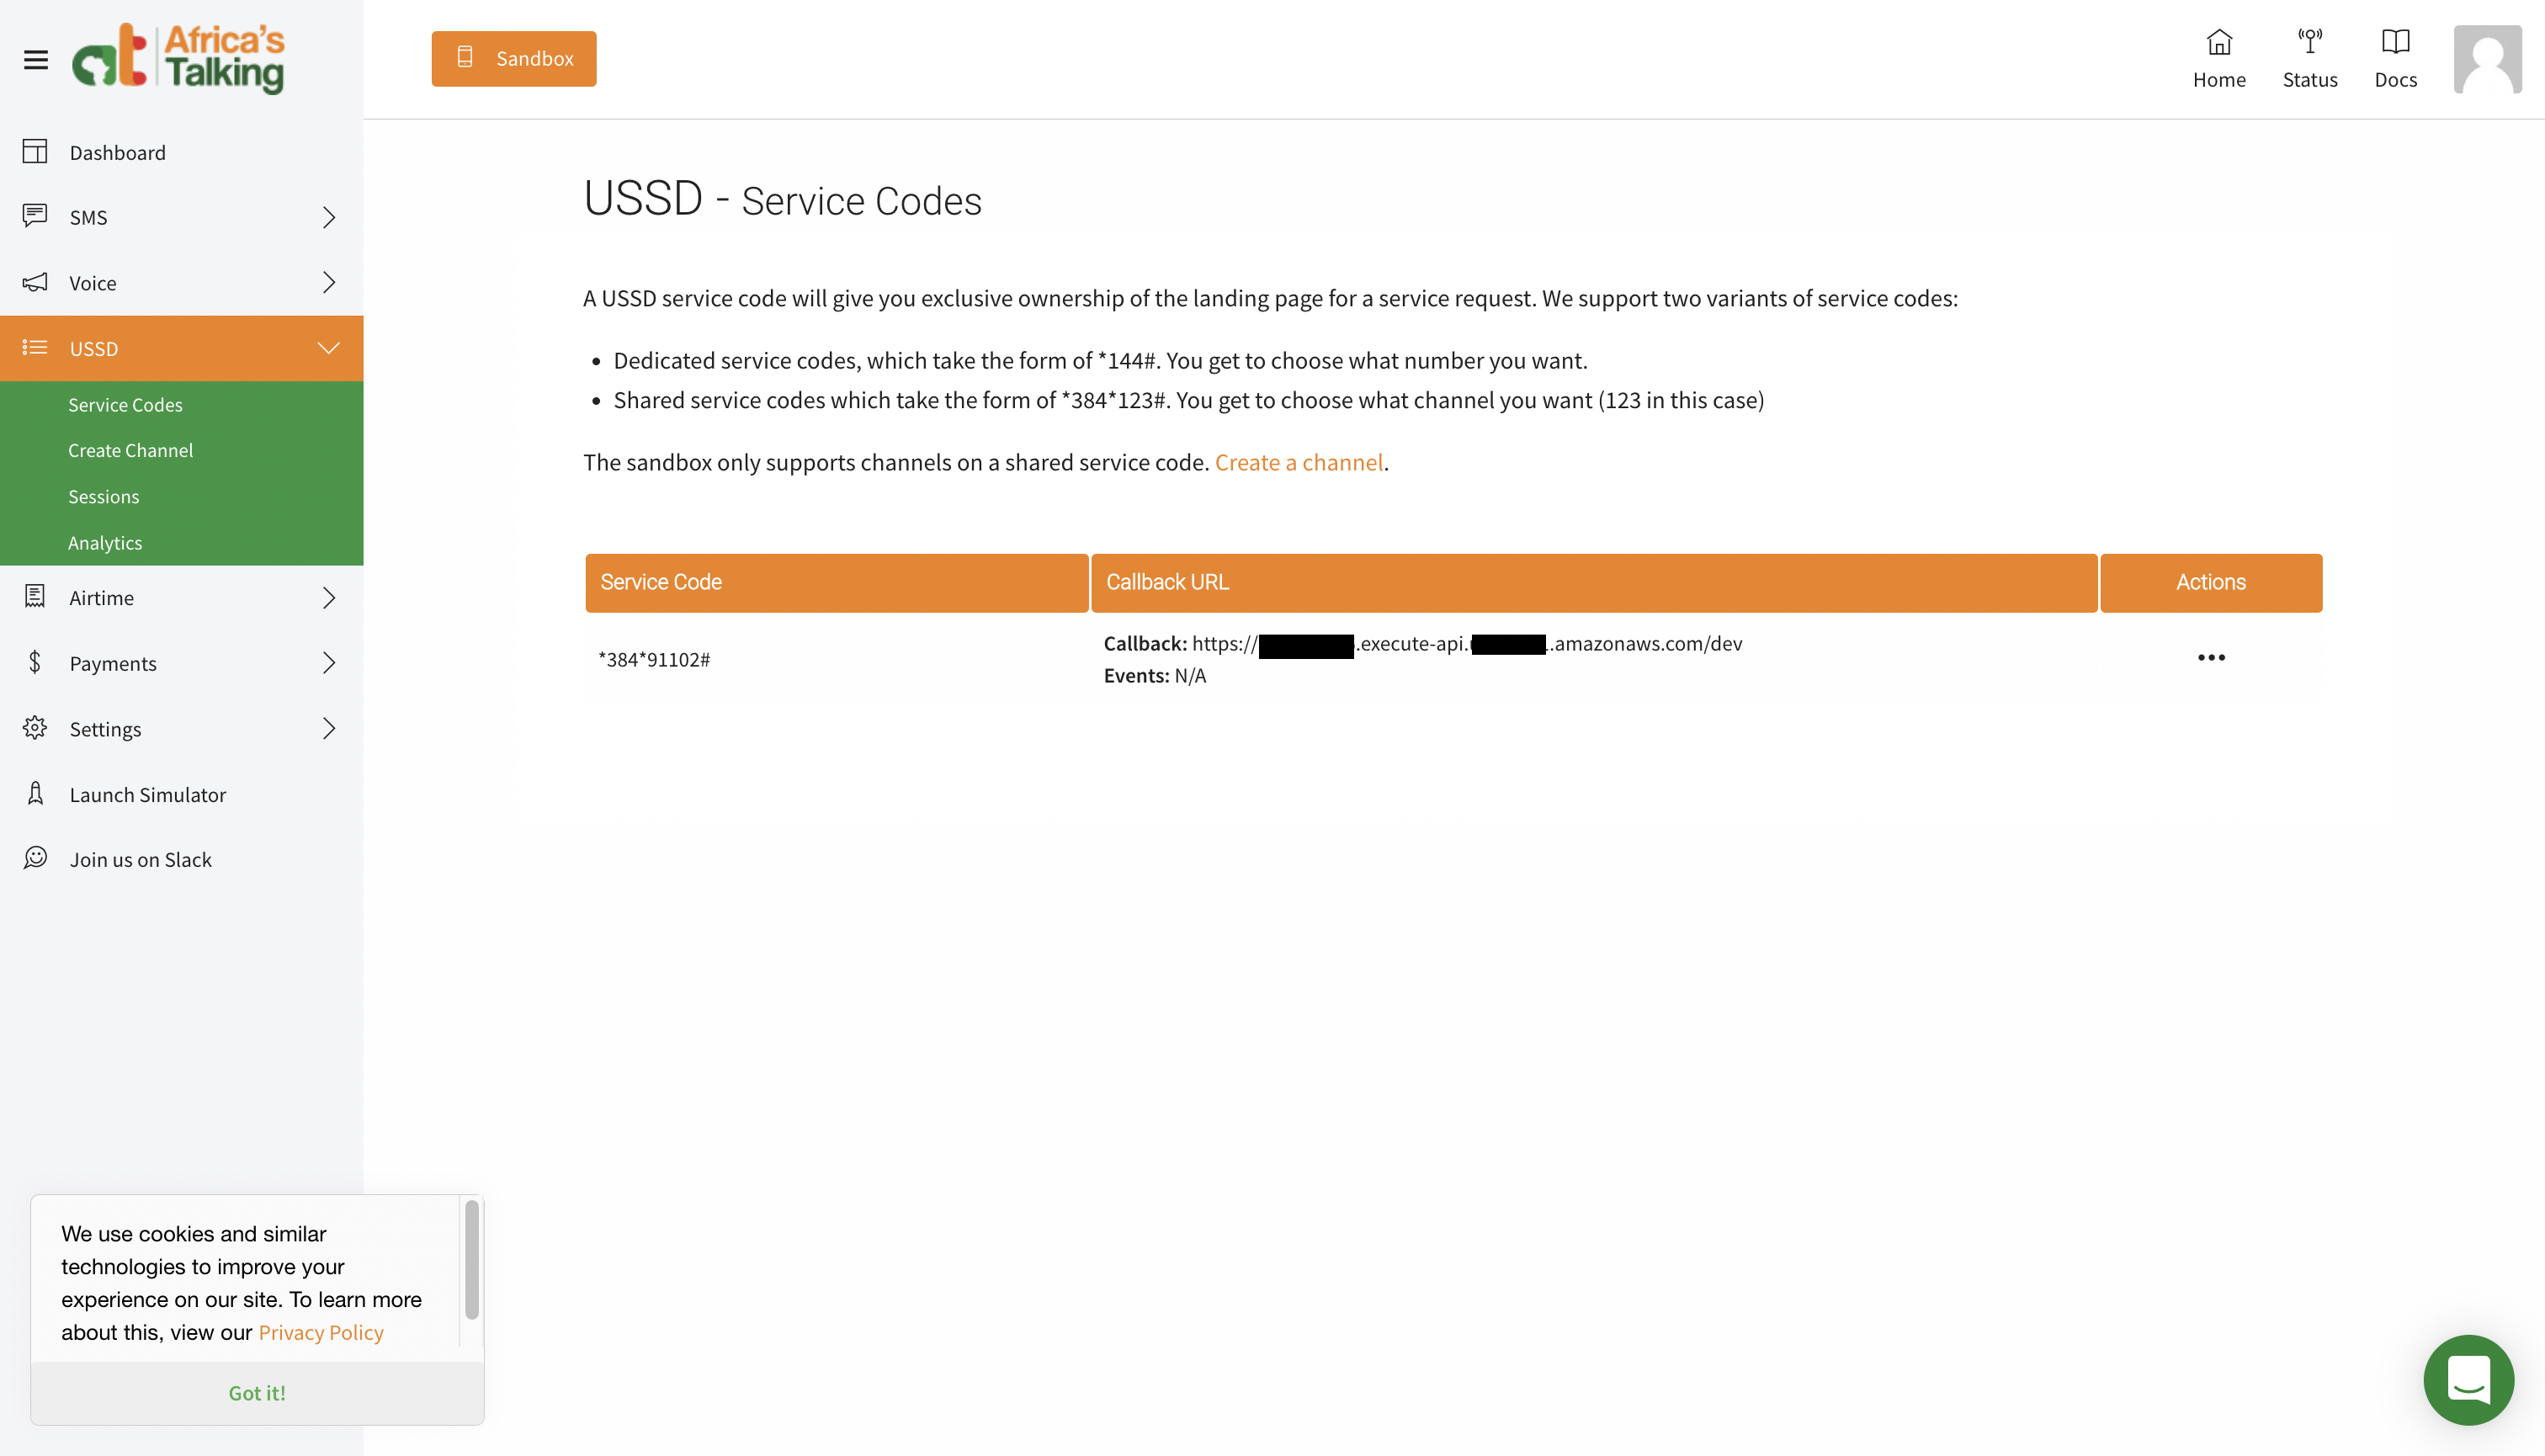 Africa's
Talking
Sandbox
Home
Status
Docs
Dashboard
SMS
Voice
USSD
Service Codes
Create Channel
Sessions
Analytics
Airtime
Payments
Settings
Launch Simulator
Join us on Slack
USSD - Service Codes
A USSD service code will give you exclusive ownership of the landing page for a service request. We support two variants of service codes:
• Dedicated service codes, which take the form of *144#. You get to choose what number you want.
• Shared service codes which take the form of *384*123#. You get to choose what channel you want (123 in this case)
The sandbox only supports channels on a shared service code. Create a channel.
Service Code
Callback URL
Actions
*384*91102#
Callback: https:// .execute-api. .amazonaws.com/dev
Events: N/A
We use cookies and similar
technologies to improve your
experience on our site. To learn more
about this, view our Privacy Policy
Got it!